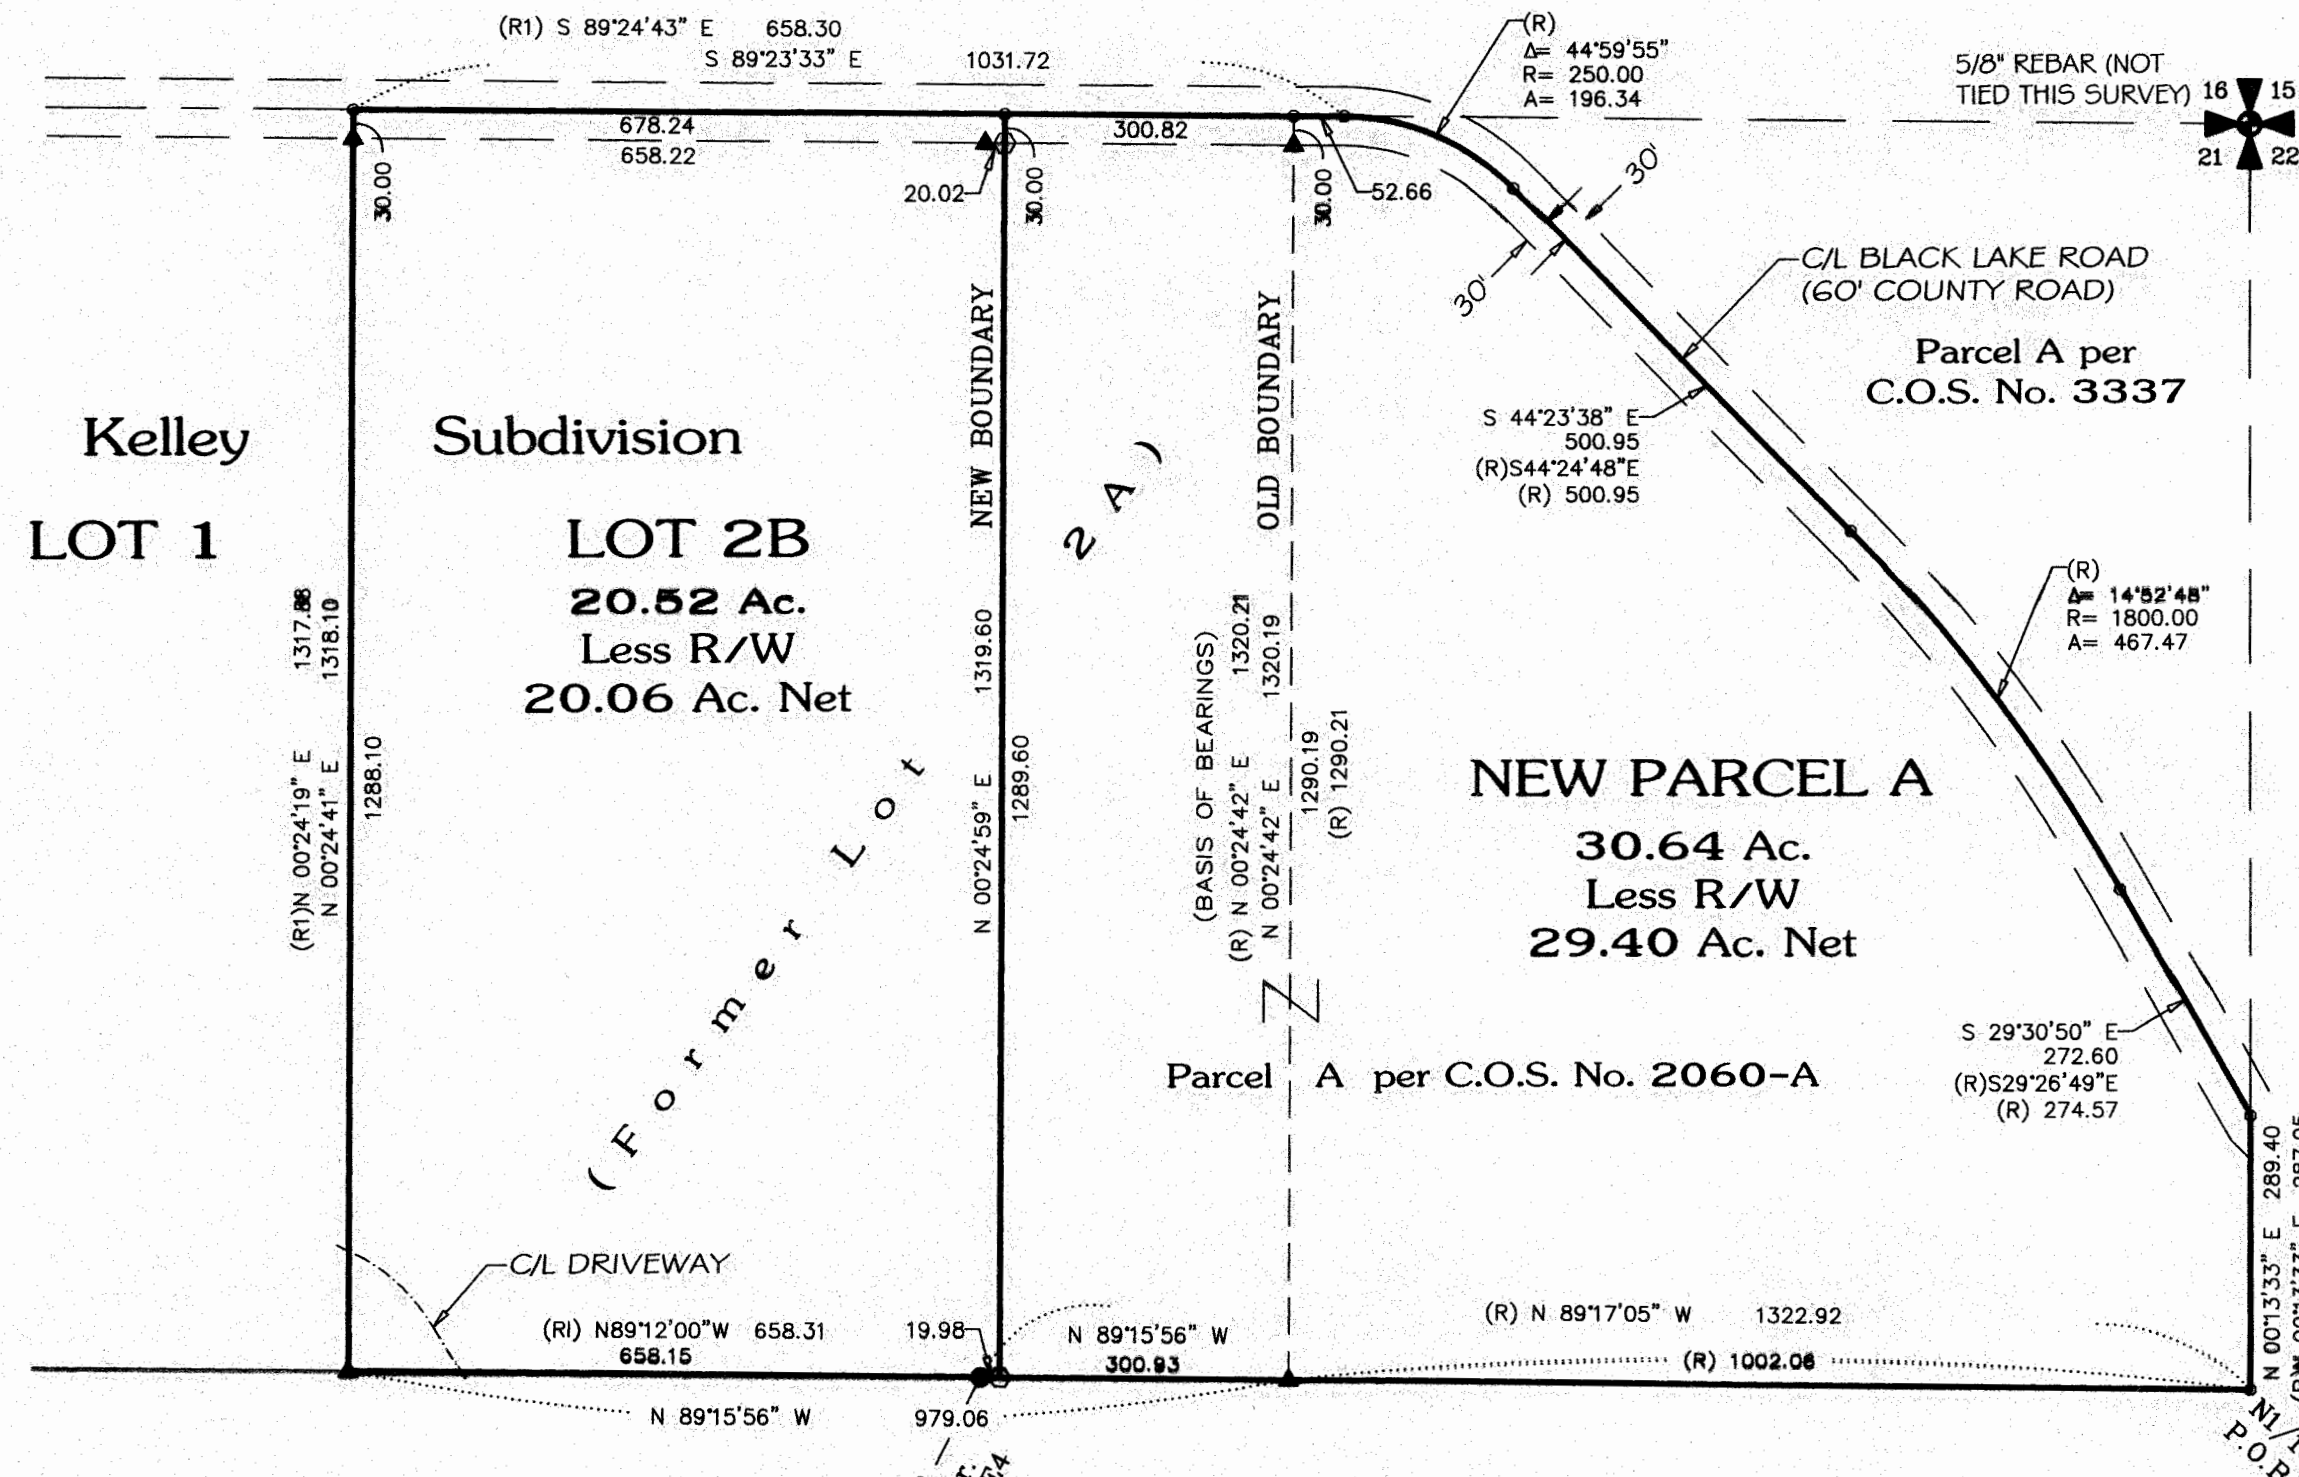 (R1) S 89°24'43" E 658.30
S 89°23'33" E 1031.72
(R)
Δ= 44°59'55"
R= 250.00
A= 196.34
5/8" REBAR (NOT
TIED THIS SURVEY)
16 15
21 22
678.24
658.22
300.82
20.02
30.00
30.00
30.00
52.66
30'
30'
C/L BLACK LAKE ROAD
(60' COUNTY ROAD)
Parcel A per
C.O.S. No. 3337
NEW BOUNDARY
OLD BOUNDARY
S 44°23'38" E
500.95
(R)S44°24'48"E
(R) 500.95
Kelley Subdivision
LOT 1
LOT 2B
20.52 Ac.
Less R/W
20.06 Ac. Net
(Former Lot 2A)
(R)
Δ= 14°52'48"
R= 1800.00
A= 467.47
(R1)N 00°24'19" E 1317.88
N 00°24'41" E 1318.10
1288.10
N 00°24'59" E 1319.60
1289.60
(BASIS OF BEARINGS)
(R) N 00°24'42" E 1320.21
N 00°24'42" E 1320.19
1290.19
(R) 1290.21
NEW PARCEL A
30.64 Ac.
Less R/W
29.40 Ac. Net
Parcel A per C.O.S. No. 2060-A
S 29°30'50" E
272.60
(R)S29°26'49"E
(R) 274.57
N 00°13'33" E 289.40
C/L DRIVEWAY
(R1) N89°12'00"W 658.31
658.15
19.98
N 89°15'56" W
300.93
(R) N 89°17'05" W 1322.92
(R) 1002.06
N 89°15'56" W 979.06